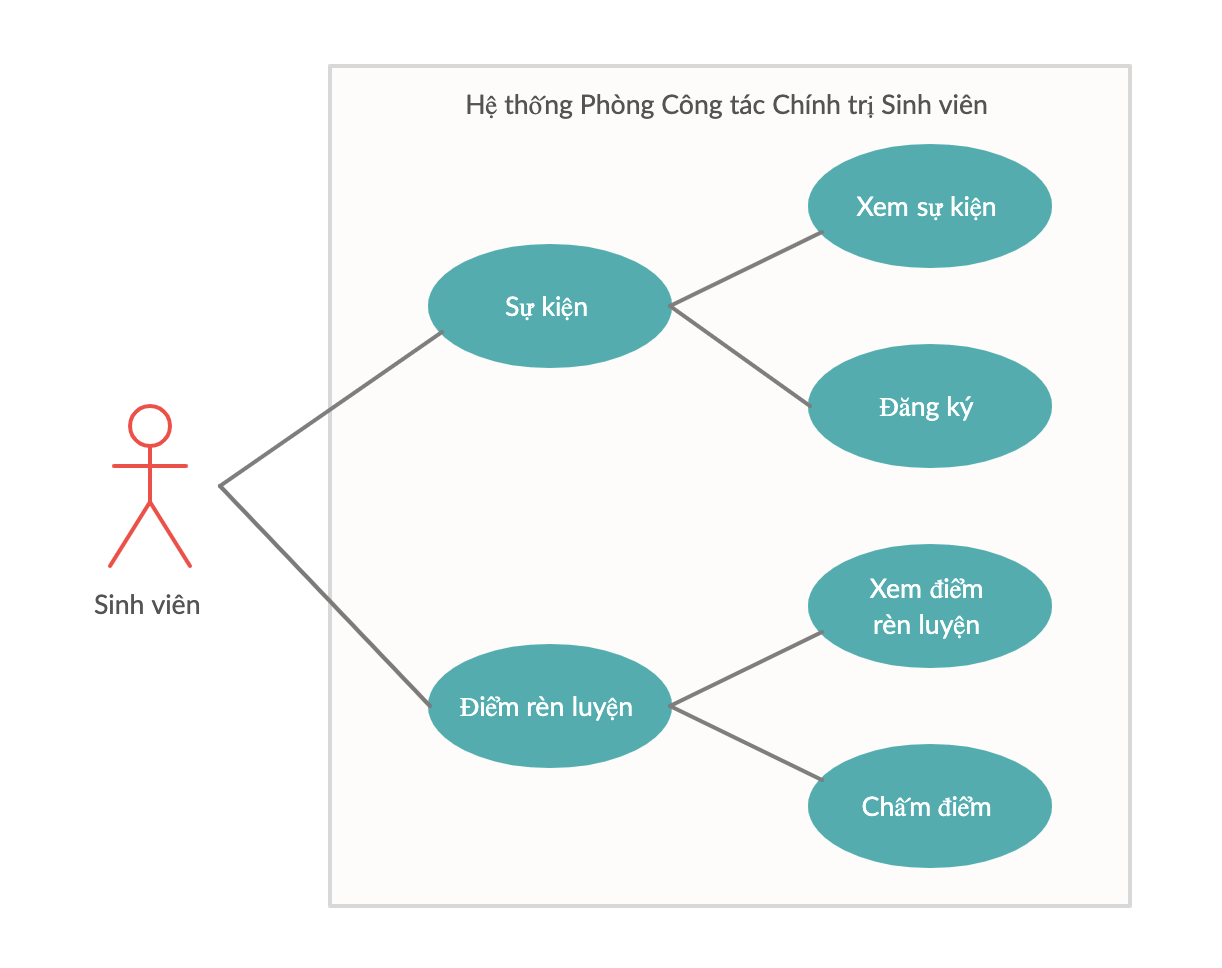 Hệ thống Phòng Công tác Chính trị Sinh viên
Xem sự kiện
Sự kiện
Đăng ký
Sinh viên
Xem điểm
rèn luyện
Điểm rèn luyện
Chấm điểm